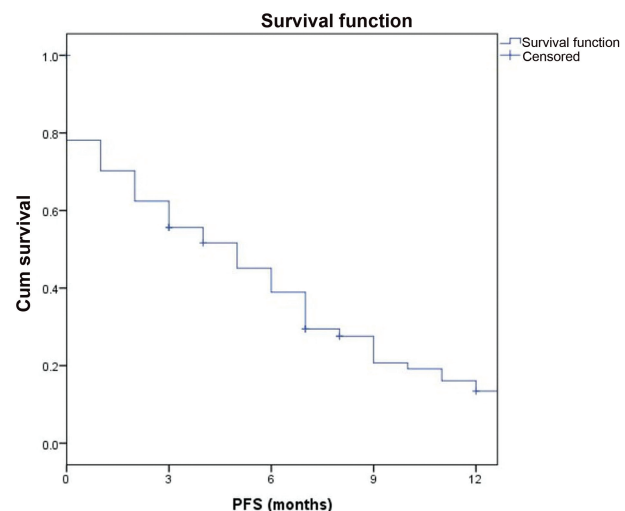 Survival function
Survival function
Censored
1.0
0.8
0.6
0.4
0.2
0.0
Cum survival
0
3
6
9
12
PFS (months)